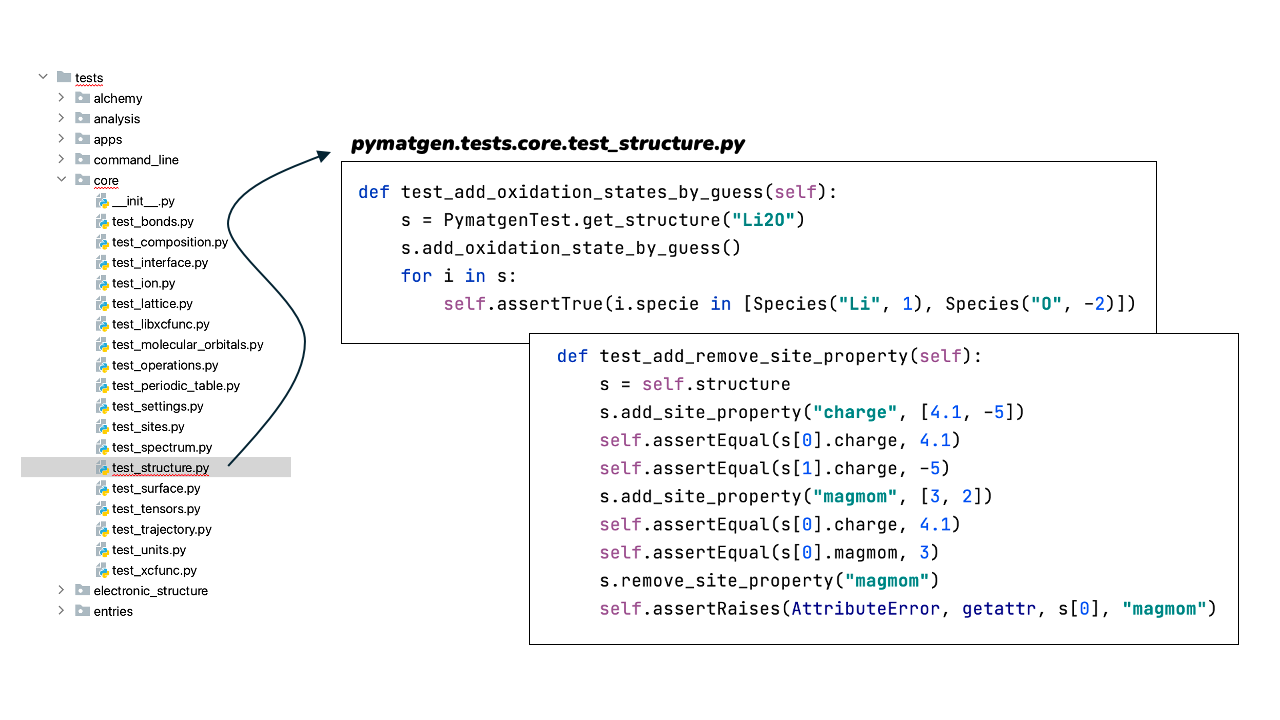 tests
alchemy
analysis
apps
command_line
core
__init__.py
test_bonds.py
test_composition.py
test_interface.py
test_ion.py
test_lattice.py
test_libxcfunc.py
test_molecular_orbitals.py
test_operations.py
test_periodic_table.py
test_settings.py
test_sites.py
test_spectrum.py
test_structure.py
test_surface.py
test_tensors.py
test_trajectory.py
test_units.py
test_xcfunc.py
electronic_structure
entries
pymatgen.tests.core.test_structure.py
def test_add_oxidation_states_by_guess(self):
    s = PymatgenTest.get_structure("Li2O")
    s.add_oxidation_state_by_guess()
    for i in s:
        self.assertTrue(i.specie in [Species("Li", 1), Species("O", -2)])
def test_add_remove_site_property(self):
    s = self.structure
    s.add_site_property("charge", [4.1, -5])
    self.assertEqual(s[0].charge, 4.1)
    self.assertEqual(s[1].charge, -5)
    s.add_site_property("magmom", [3, 2])
    self.assertEqual(s[0].charge, 4.1)
    self.assertEqual(s[0].magmom, 3)
    s.remove_site_property("magmom")
    self.assertRaises(AttributeError, getattr, s[0], "magmom")